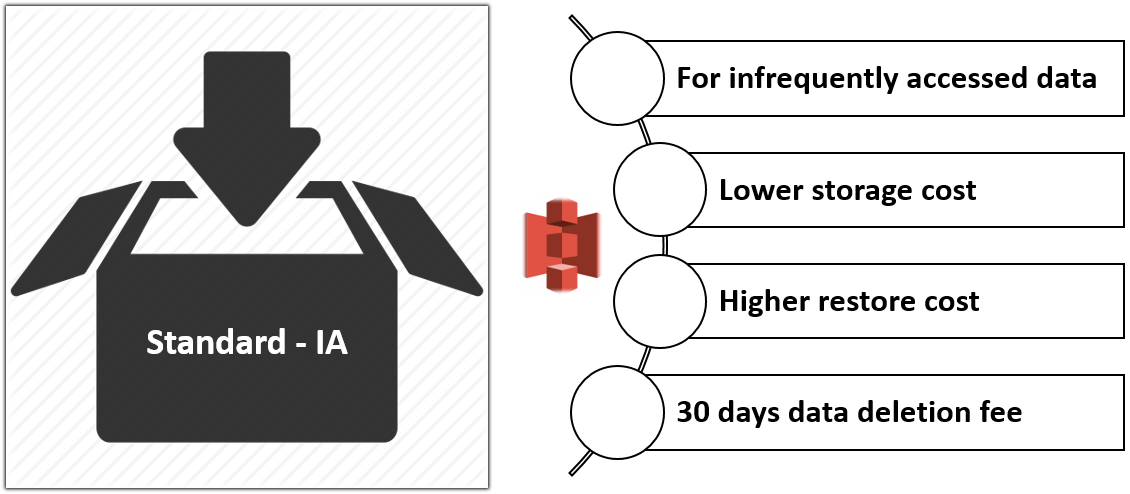 Standard - IA
For infrequently accessed data
Lower storage cost
Higher restore cost
30 days data deletion fee